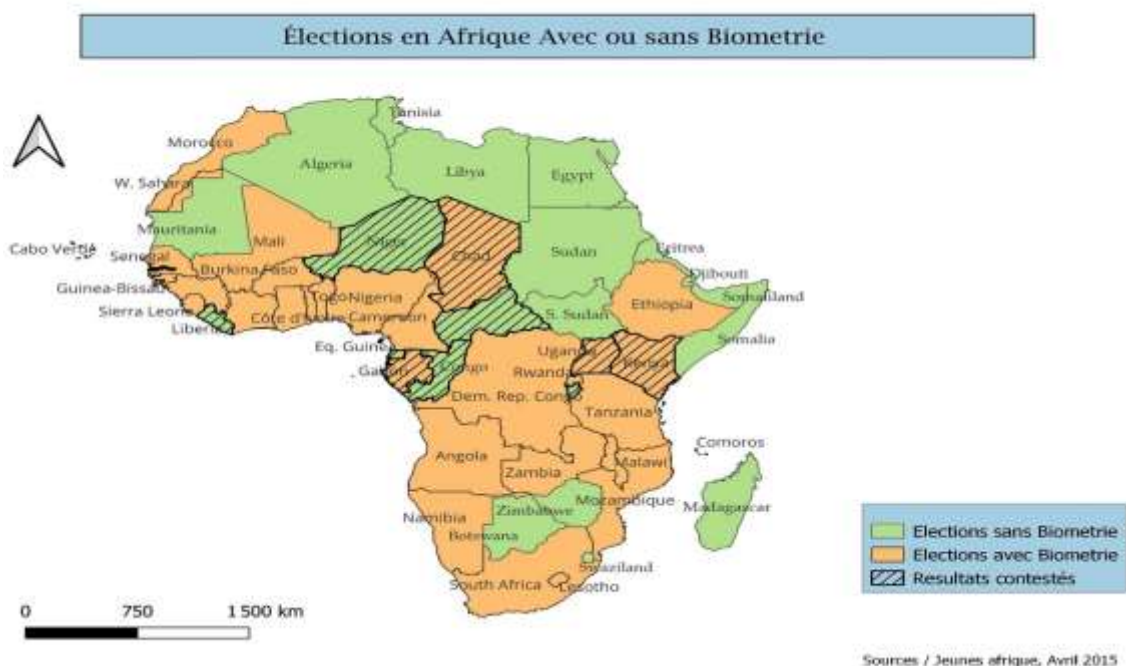 Élections en Afrique Avec ou sans Biometrie
Tunisia
Morocco
Algeria
Libya
Egypt
W. Sahara
Mauritania
Mali
Niger
Chad
Sudan
Eritrea
Cabo Verde
Senegal
Burkina Faso
Djibouti
Guinea-Bissau
Togo
Nigeria
Ethiopia
Somaliland
Sierra Leone
Côte d'Ivoire
Cameroon
S. Sudan
Liberia
Somalia
Eq. Guinea
Uganda
Kenya
Gabon
Congo
Rwanda
Dem. Rep. Congo
Tanzania
Comoros
Angola
Malawi
Zambia
Mozambique
Madagascar
Zimbabwe
Namibia
Botswana
Swaziland
South Africa
Lesotho
Elections sans Biometrie
Elections avec Biometrie
Resultats contestés
0 750 1 500 km
Sources / Jeunes afrique, Avril 2015